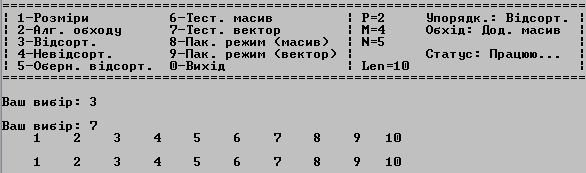 1-Розміри 6-Тест. масив P=2 Упорядк.: Відсорт.
2-Алг. обходу 7-Тест. вектор M=4 Обхід: Дод. масив
3-Відсорт. 8-Пак. режим (масив) N=5
4-Невідсорт. 9-Пак. режим (вектор) Статус: Працюю...
5-Оберн. відсорт. 0-Вихід Len=10
Ваш вибір: 3
Ваш вибір: 7
1 2 3 4 5 6 7 8 9 10
1 2 3 4 5 6 7 8 9 10